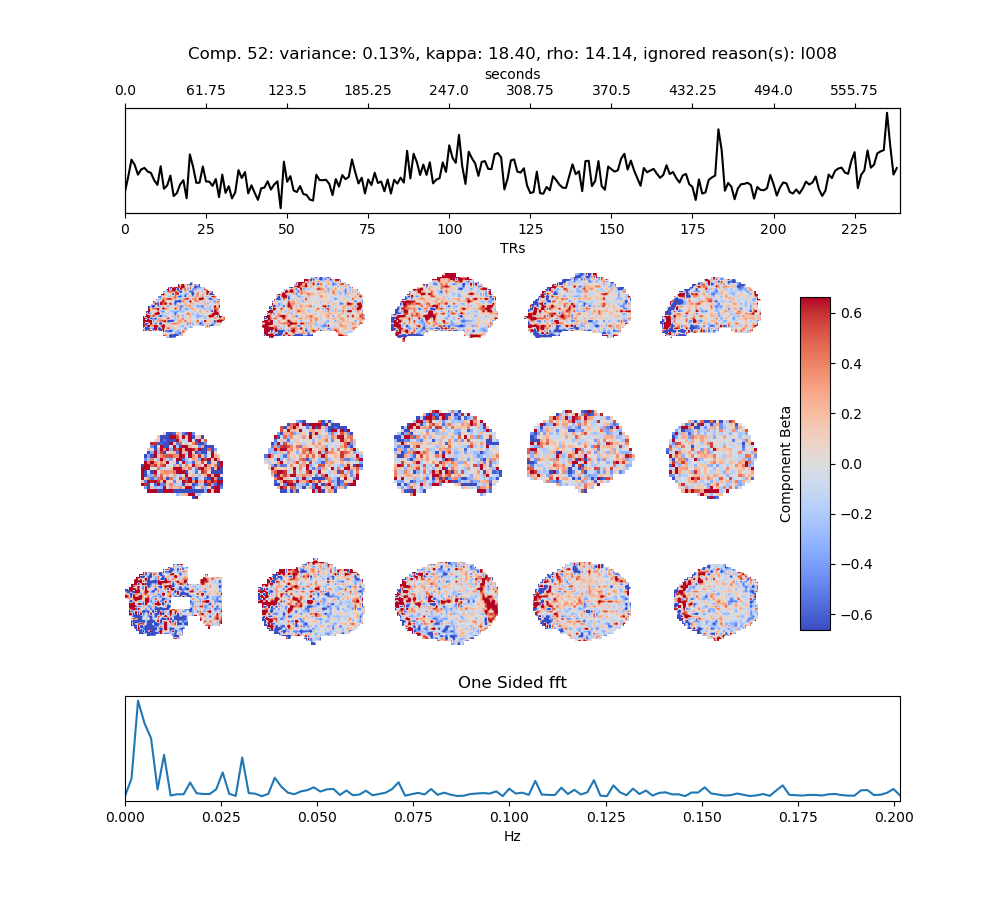 Comp. 52: variance: 0.13%, kappa: 18.40, rho: 14.14, ignored reason(s): I008
seconds
0.0 61.75 123.5 185.25 247.0 308.75 370.5 432.25 494.0 555.75
0 25 50 75 100 125 150 175 200 225
TRs
0.6
0.4
0.2
0.0
−0.2
−0.4
−0.6
Component Beta
One Sided fft
0.000 0.025 0.050 0.075 0.100 0.125 0.150 0.175 0.200
Hz